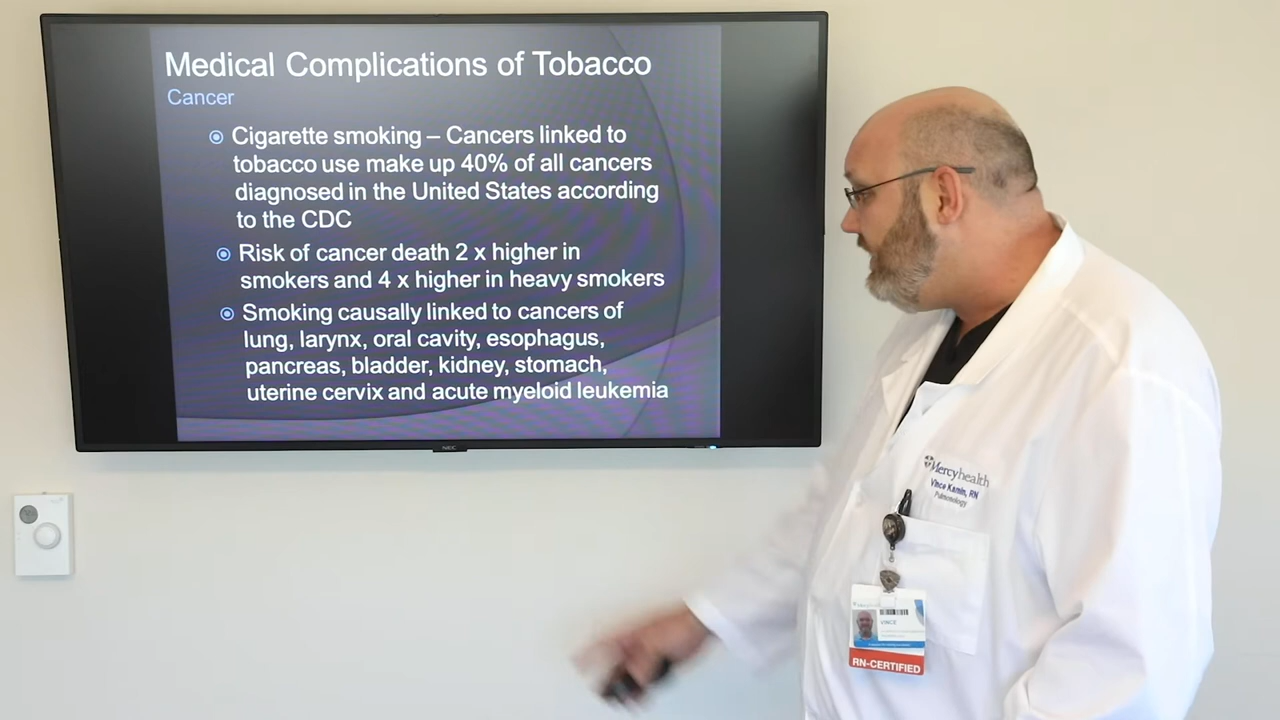 Medical Complications of Tobacco
Cancer
Cigarette smoking – Cancers linked to
tobacco use make up 40% of all cancers
diagnosed in the United States according
to the CDC
Risk of cancer death 2 x higher in
smokers and 4 x higher in heavy smokers
Smoking causally linked to cancers of
lung, larynx, oral cavity, esophagus,
pancreas, bladder, kidney, stomach,
uterine cervix and acute myeloid leukemia
NEC
Mercyhealth
Vince Kamin, RN
Pulmonology
VINCE
RN-CERTIFIED